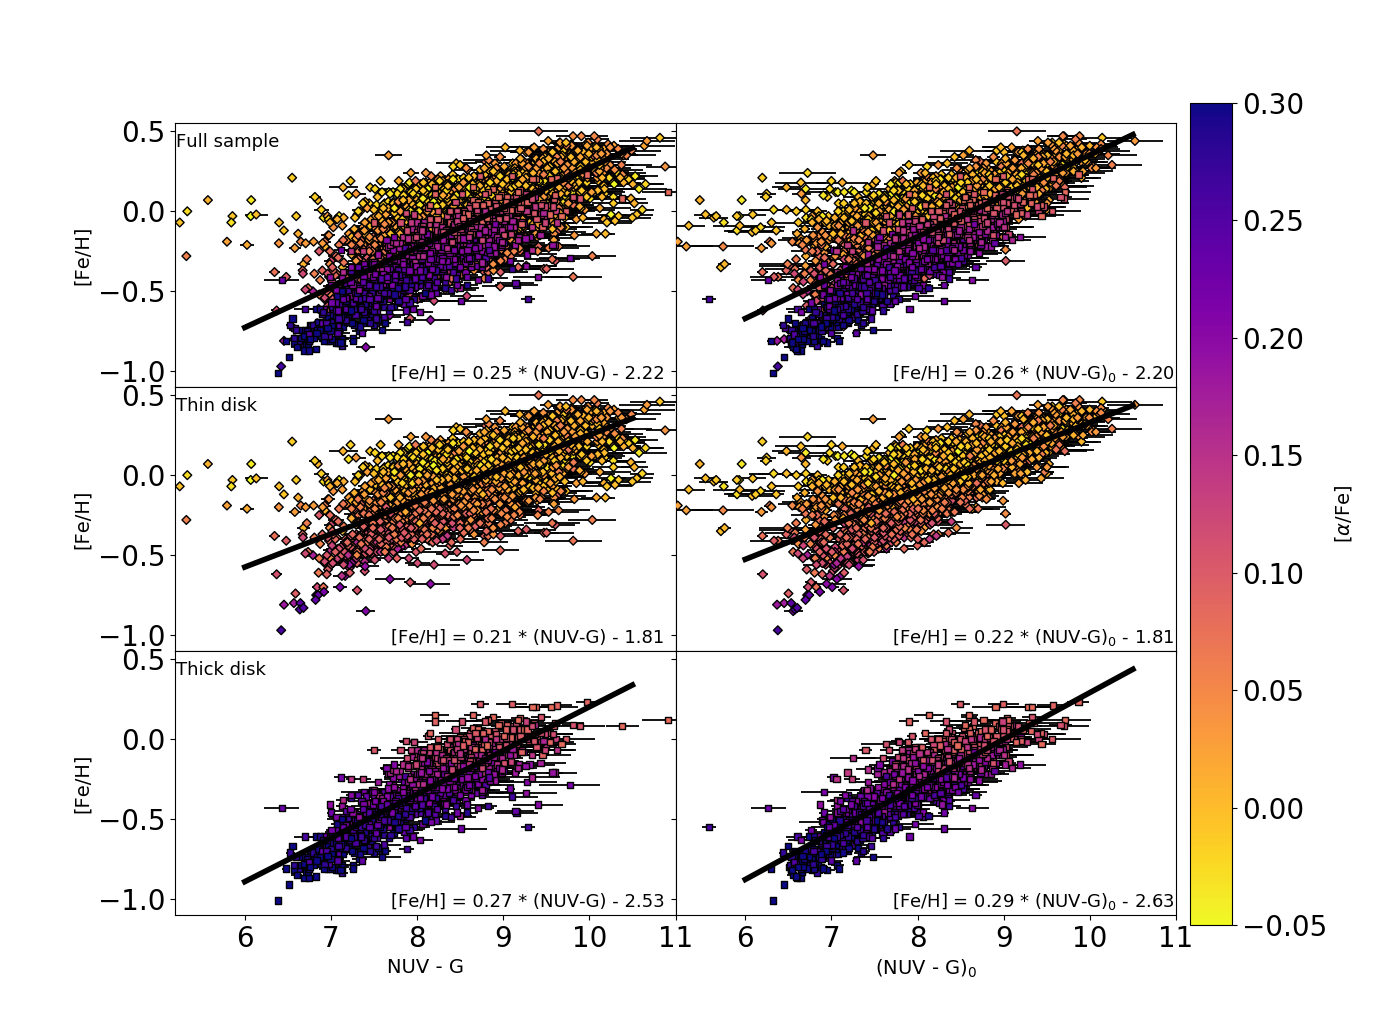 Full sample
0.5
0.0
−0.5
−1.0
[Fe/H]
[Fe/H] = 0.25 * (NUV-G) - 2.22
[Fe/H] = 0.26 * (NUV-G)₀ - 2.20
Thin disk
0.5
0.0
−0.5
−1.0
[Fe/H]
[Fe/H] = 0.21 * (NUV-G) - 1.81
[Fe/H] = 0.22 * (NUV-G)₀ - 1.81
Thick disk
0.5
0.0
−0.5
−1.0
[Fe/H]
[Fe/H] = 0.27 * (NUV-G) - 2.53
[Fe/H] = 0.29 * (NUV-G)₀ - 2.63
6 7 8 9 10 11 6 7 8 9 10 11
NUV - G
(NUV - G)₀
0.30
0.25
0.20
0.15
0.10
0.05
0.00
−0.05
[α/Fe]